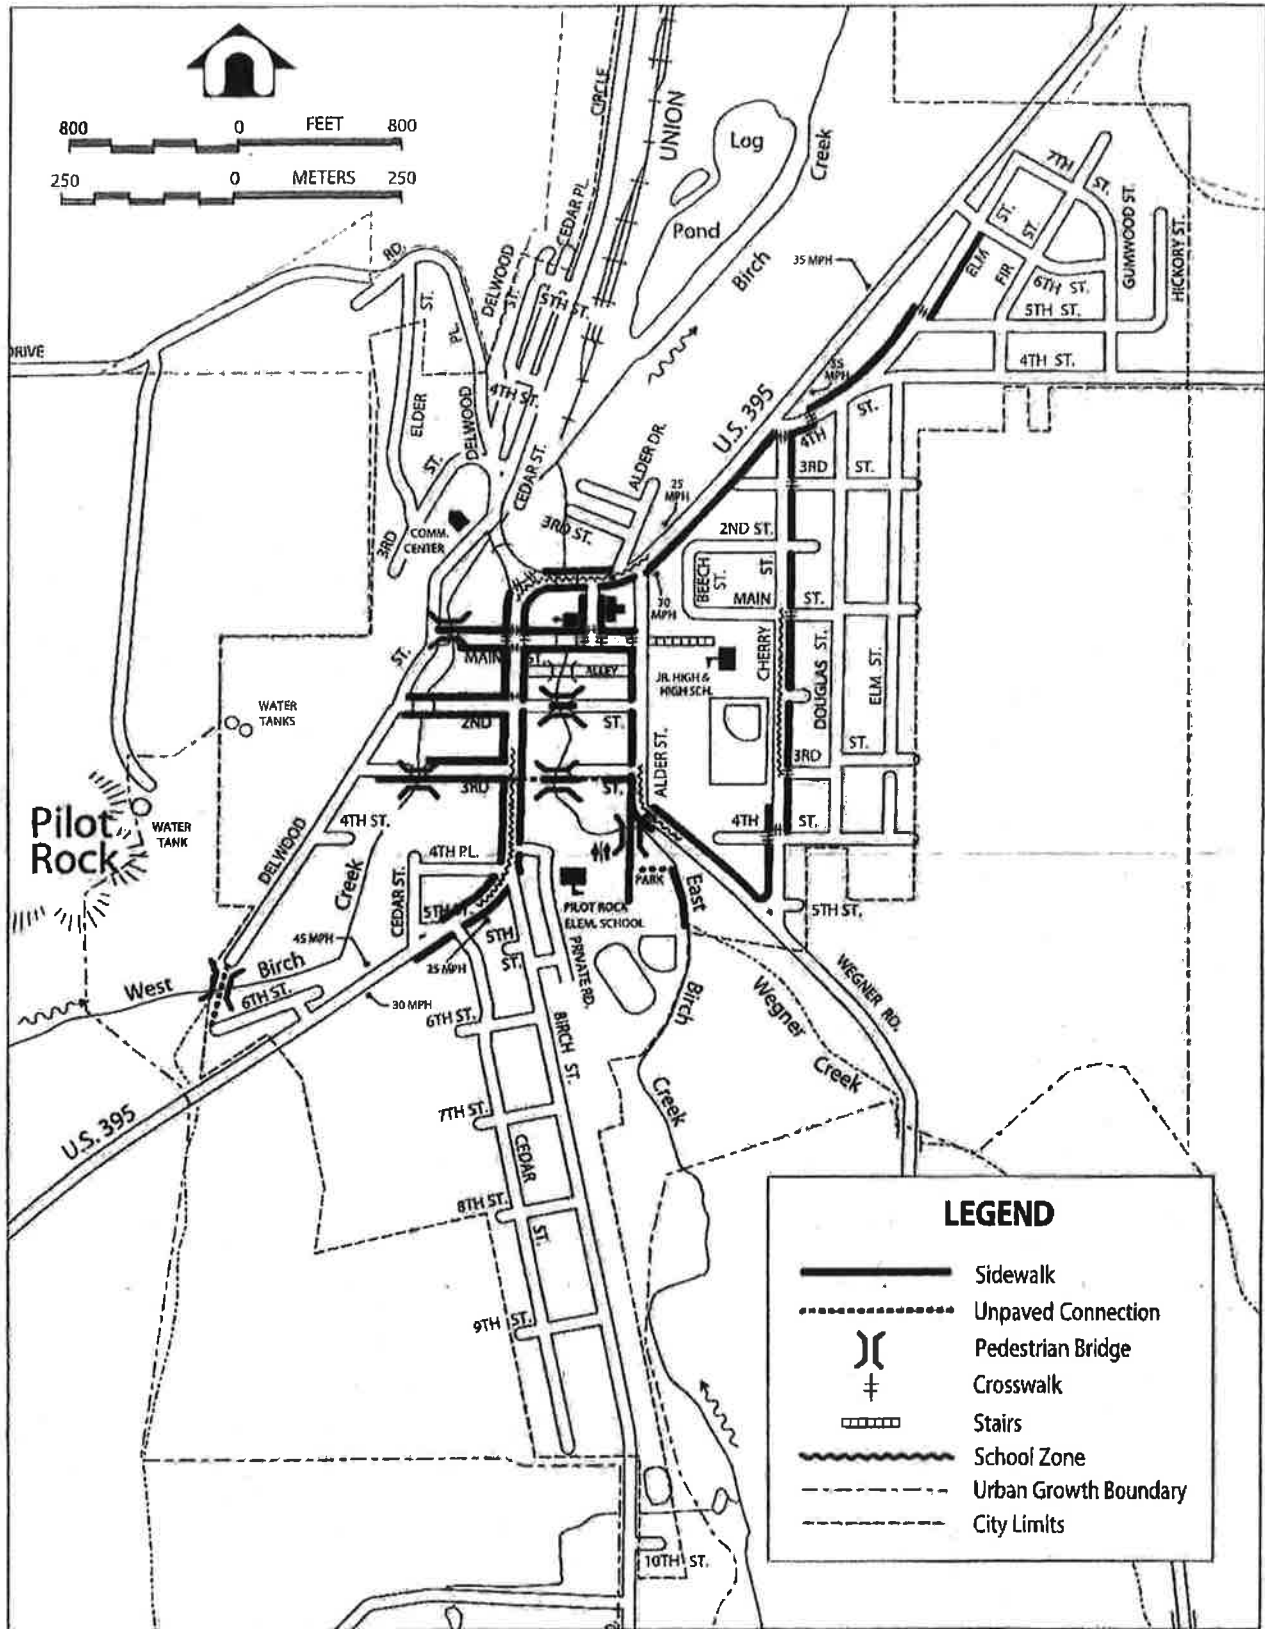 800 0 FEET 800
250 0 METERS 250
CIRCLE
UNION
Log
Pond
Creek
Birch
CEDAR PL.
DELWOOD
ST.
5TH ST.
RD.
ST.
PL.
DRIVE
ELDER
DELWOOD
4TH ST.
CEDAR ST.
ST.
3RD
COMM.
CENTER
35 MPH
7TH
ST.
ST.
ST.
ELM
FIR
GUMWOOD ST.
HICKORY ST.
6TH ST.
5TH ST.
4TH ST.
35
MPH
U.S. 395
ST.
4TH
3RD ST.
ALDER DR.
25
MPH
3RD ST.
2ND ST.
BEECH
ST.
ST.
MAIN ST.
30
MPH
CHERRY
DOUGLAS ST.
ELM ST.
JR. HIGH &
HIGH SCH.
MAIN ST.
ALLEY
ST.
2ND ST.
ALDER ST.
3RD ST.
3RD ST.
WATER
TANKS
Pilot
Rock
WATER
TANK
4TH ST.
DELWOOD
4TH PL.
4TH ST.
Creek
CEDAR ST.
5TH ST.
PARK
East
PILOT ROCK
ELEM. SCHOOL
5TH ST.
45 MPH
25 MPH
5TH
ST.
PRIVATE RD.
West
Birch
6TH ST.
30 MPH
6TH ST.
BIRCH ST.
Birch
Wegner
WEGNER RD.
Creek
Creek
U.S. 395
7TH ST.
CEDAR
8TH ST.
ST.
9TH ST.
10TH ST.
LEGEND
Sidewalk
Unpaved Connection
Pedestrian Bridge
Crosswalk
Stairs
School Zone
Urban Growth Boundary
City Limits